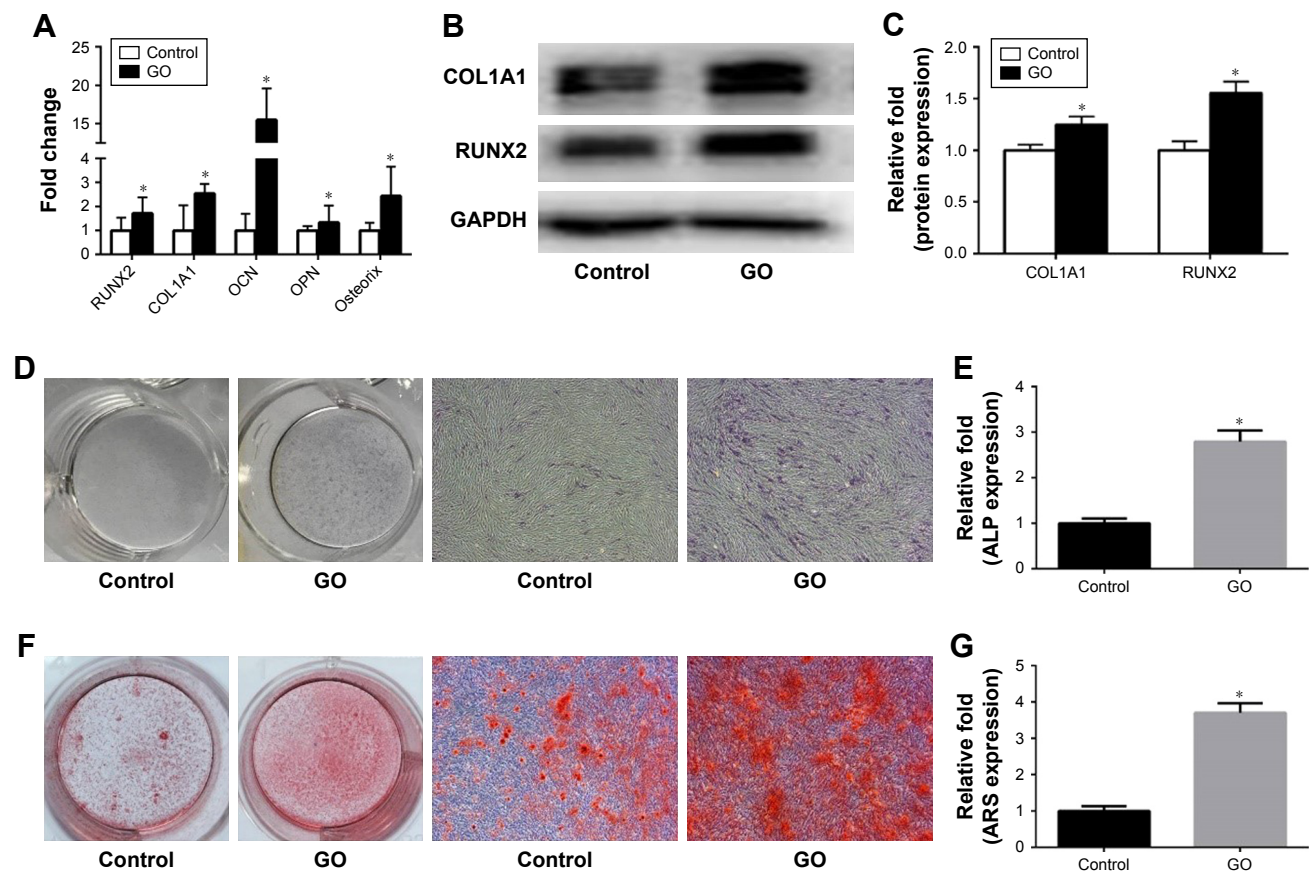 A
Control
GO
Fold change
25
20
15
4
3
2
1
0
*
*
*
*
*
RUNX2
COL1A1
OCN
OPN
Osterix
B
COL1A1
RUNX2
GAPDH
Control
GO
C
Control
GO
Relative fold
(protein expression)
2.0
1.5
1.0
0.5
0.0
*
*
COL1A1
RUNX2
D
Control
GO
Control
GO
E
Relative fold
(ALP expression)
4
3
2
1
0
*
Control
GO
F
Control
GO
Control
GO
G
Relative fold
(ARS expression)
5
4
3
2
1
0
*
Control
GO